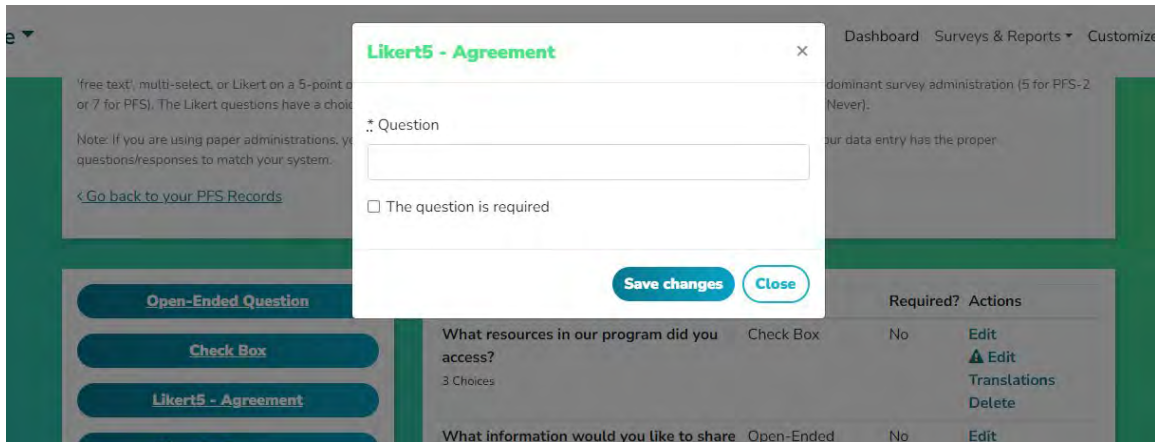 e
Dashboard Surveys & Reports Customize
Likert5 - Agreement ×
'free text', multi-select, or Likert on a 5-point
dominant survey administration (5 for PFS-2
or 7 for PFS). The Likert questions have a
Never).
Note: If you are using paper administrations,
data entry has the proper
questions/responses to match your system.
< Go back to your PFS Records
* Question
The question is required
Save changes Close
Open-Ended Question
Check Box
Likert5 - Agreement
Required? Actions
What resources in our program did you access?
3 Choices
Check Box No Edit
Edit
Translations
Delete
What information would you like to share Open-Ended No Edit